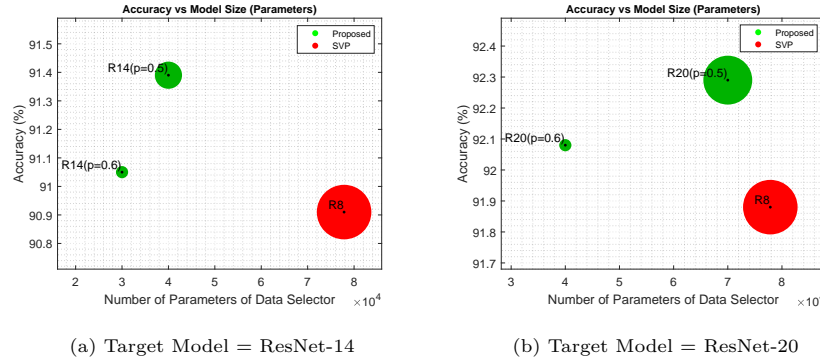 Accuracy vs Model Size (Parameters)
Proposed
SVP
91.5
91.4
91.3
91.2
91.1
91
90.9
90.8
Accuracy (%)
R14(p=0.5)
R14(p=0.6)
R8
2 3 4 5 6 7 8
Number of Parameters of Data Selector
×10⁴
(a) Target Model = ResNet-14
Accuracy vs Model Size (Parameters)
Proposed
SVP
92.4
92.3
92.2
92.1
92
91.9
91.8
91.7
Accuracy (%)
R20(p=0.5)
R20(p=0.6)
R8
3 4 5 6 7 8
Number of Parameters of Data Selector
×10
(b) Target Model = ResNet-20